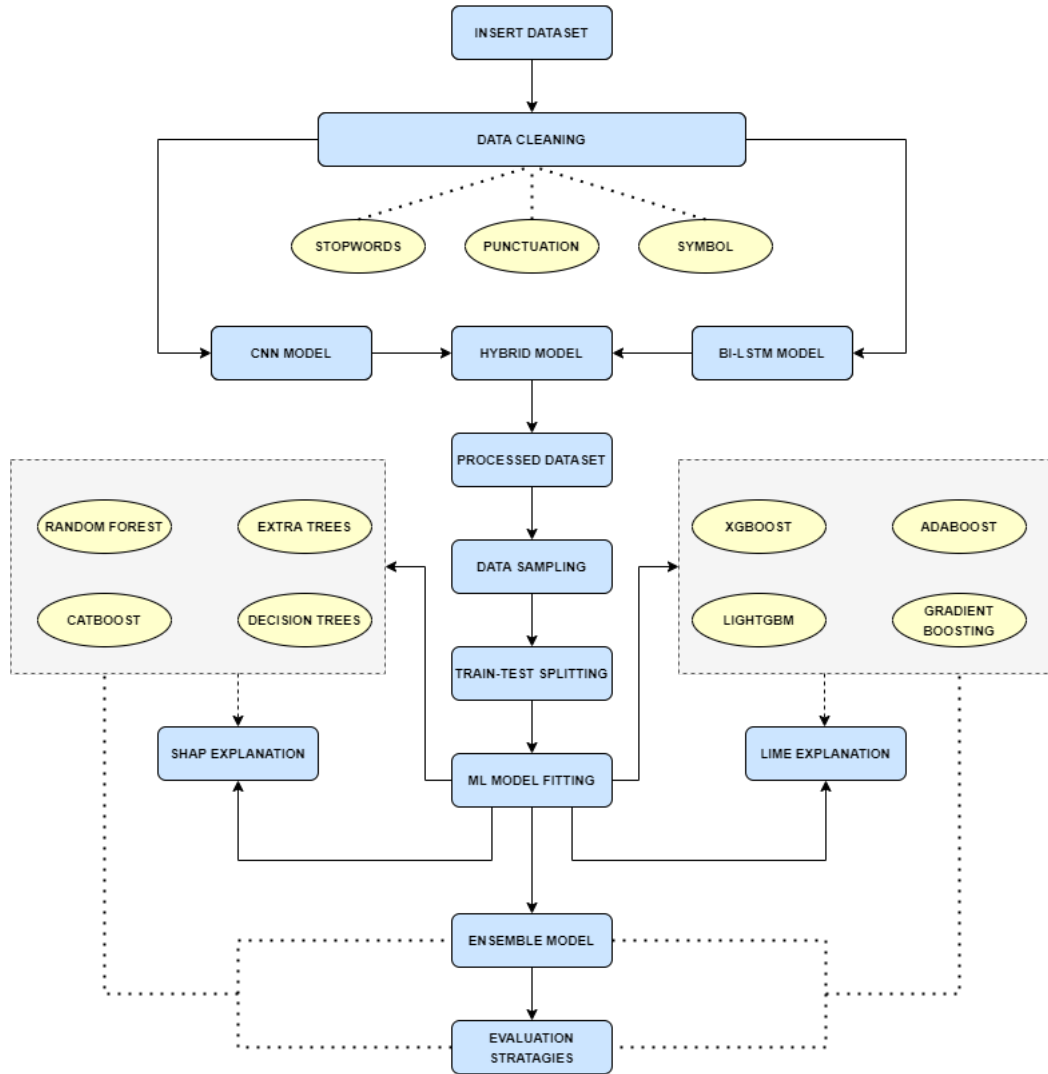 INSERT DATASET
DATA CLEANING
STOPWORDS
PUNCTUATION
SYMBOL
CNN MODEL
HYBRID MODEL
BI-LSTM MODEL
PROCESSED DATASET
RANDOM FOREST
EXTRA TREES
XGBOOST
ADABOOST
DATA SAMPLING
CATBOOST
DECISION TREES
LIGHTGBM
GRADIENT
BOOSTING
TRAIN-TEST SPLITTING
SHAP EXPLANATION
LIME EXPLANATION
ML MODEL FITTING
ENSEMBLE MODEL
EVALUATION
STRATAGIES